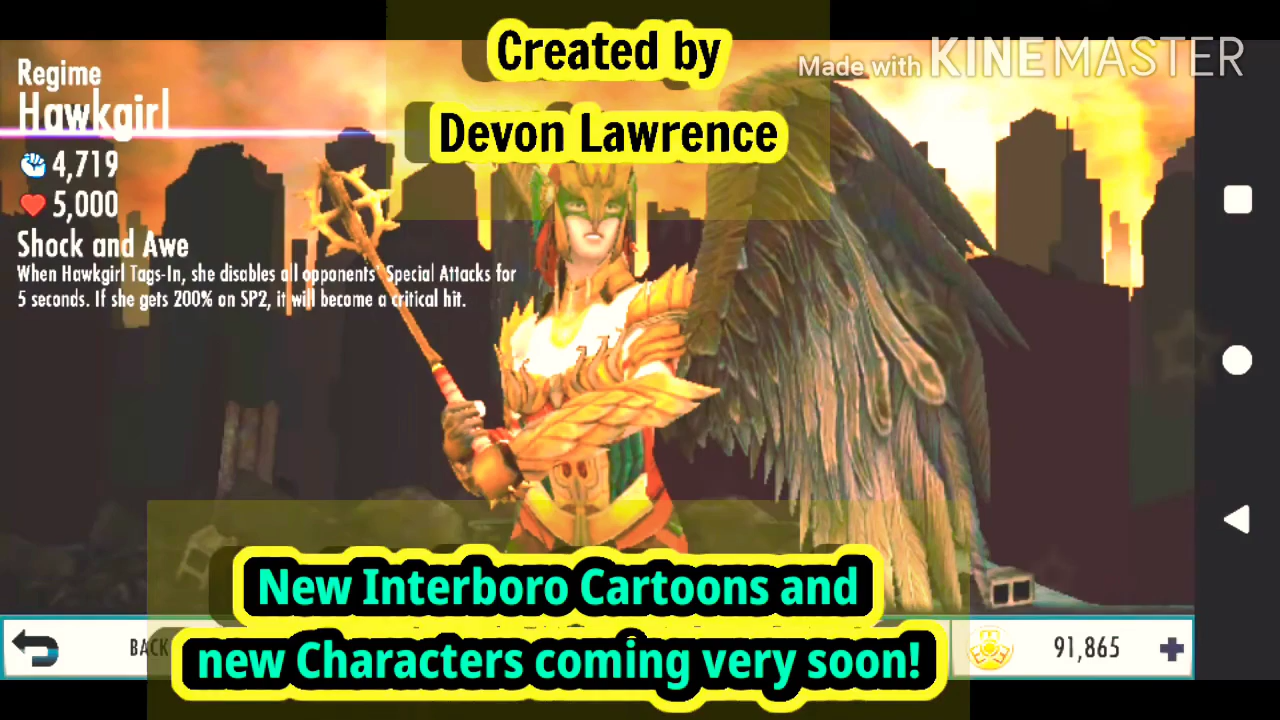 Created by
Devon Lawrence
Made with KINEMASTER
Regime
Hawkgirl
4,719
5,000
Shock and Awe
When Hawkgirl Tags-In, she disables all opponents' Special Attacks for
5 seconds. If she gets 200% on SP2, it will become a critical hit.
New Interboro Cartoons and
new Characters coming very soon!
BACK
91,865